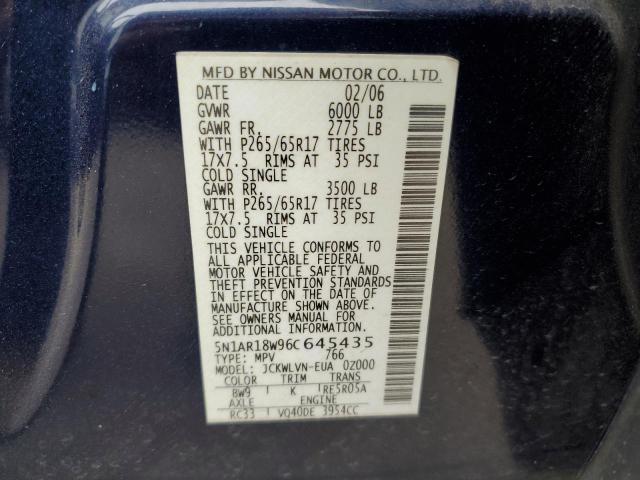 MFD BY NISSAN MOTOR CO., LTD.
DATE 02/06
GVWR 6000 LB
GAWR FR. 2775 LB
WITH P265/65R17 TIRES
17X7.5 RIMS AT 35 PSI
COLD SINGLE
GAWR RR. 3500 LB
WITH P265/65R17 TIRES
17X7.5 RIMS AT 35 PSI
COLD SINGLE
THIS VEHICLE CONFORMS TO
ALL APPLICABLE FEDERAL
MOTOR VEHICLE SAFETY AND
THEFT PREVENTION STANDARDS
IN EFFECT ON THE DATE OF
MANUFACTURE SHOWN ABOVE.
SEE OWNERS MANUAL FOR
ADDITIONAL INFORMATION
5N1AR18W96C645435
TYPE: MPV 766
MODEL: JCKWLVN-EUA 0Z000
COLOR TRIM TRANS
BW9 K RE5R05A
AXLE ENGINE
RC33 VQ40DE 3954CC